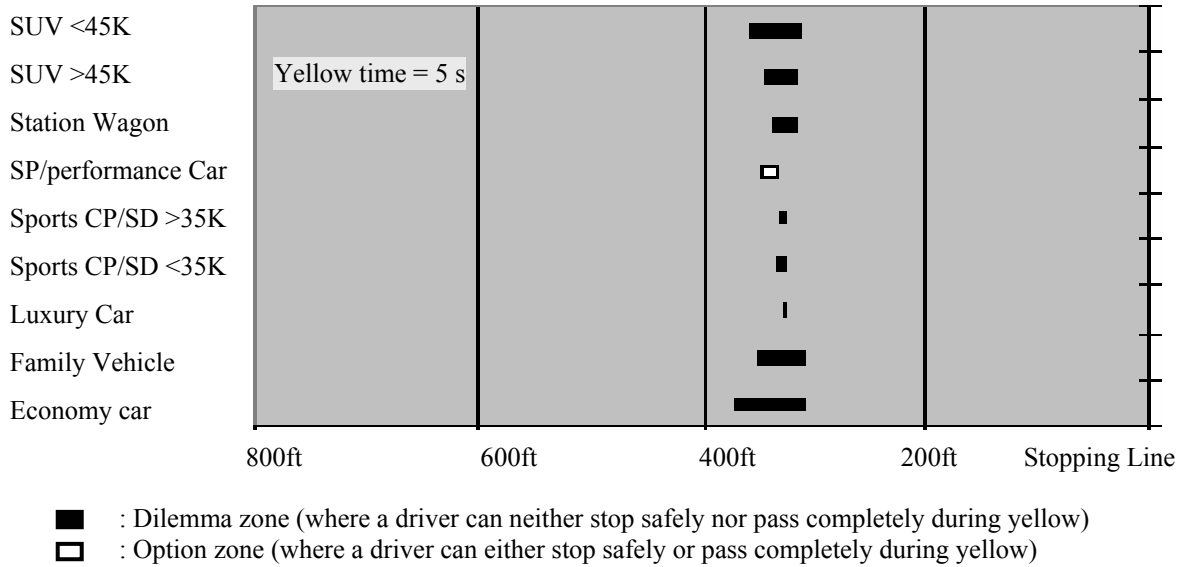 SUV <45K
SUV >45K
Yellow time = 5 s
Station Wagon
SP/performance Car
Sports CP/SD >35K
Sports CP/SD <35K
Luxury Car
Family Vehicle
Economy car
800ft 600ft 400ft 200ft Stopping Line
: Dilemma zone (where a driver can neither stop safely nor pass completely during yellow)
: Option zone (where a driver can either stop safely or pass completely during yellow)